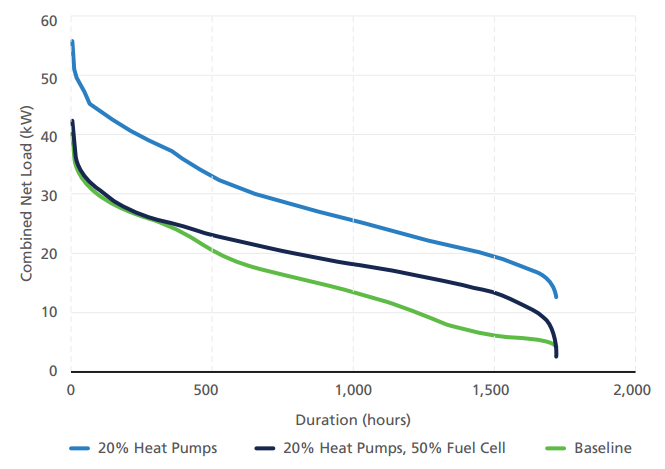 60
50
40
30
20
10
0
Combined Net Load (kW)
0 500 1,000 1,500 2,000
Duration (hours)
20% Heat Pumps 20% Heat Pumps, 50% Fuel Cell Baseline